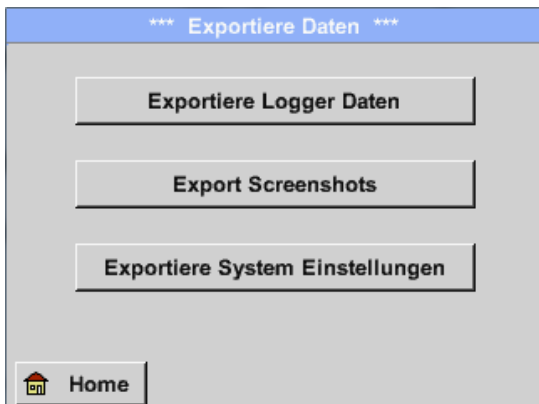 *** Exportiere Daten ***
Exportiere Logger Daten
Export Screenshots
Exportiere System Einstellungen
Home